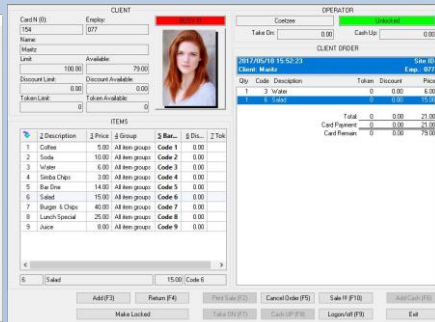 CLIENT
Card N (ID) Employ:
154 077
Name:
Maritz
Limit: Available:
100.00 79.00
Discount Limit: Discount Available:
0.00 0.00
Token Limit: Token Available:
0 0
ITEMS
2 Description 3 Price 4 Group 5 Bar... 6 Dis... 7 Tok
1 Coffee 5.00 All item groups Code 1 0.00
2 Soda 10.00 All item groups Code 2 0.00
3 Water 6.00 All item groups Code 3 0.00
4 Simba Chips 3.00 All item groups Code 4 0.00
5 Bar One 14.00 All item groups Code 5 0.00
6 Salad 15.00 All item groups Code 6 0.00
7 Burger & Chips 40.00 All item groups Code 7 0.00
8 Lunch Special 25.00 All item groups Code 8 0.00
9 Juice 8.00 All item groups Code 9 0.00
6 Salad 15.00 Code 6
OPERATOR
Coetzee Unlocked
Take On: 0.00 Cash Up: 0.00
CLIENT ORDER
2017/05/10 15:52:23 Site ID
Client: Maritz Emp.: 077
Qty Code Description Token Discount Price
1 3 Water 0 0.00 6.00
1 6 Salad 0 0.00 15.00
Total 0 0.00 21.00
Card Payment 0 0.00 21.00
Card Remain 0 0.00 79.00
Add (F3) Return (F4) Print Sale (F2) Cancel Order (F5) Sale !!! (F10) Add Cash (F6)
Make Locked Take ON (F7) Cash UP (F8) Logon/off (F9) Exit